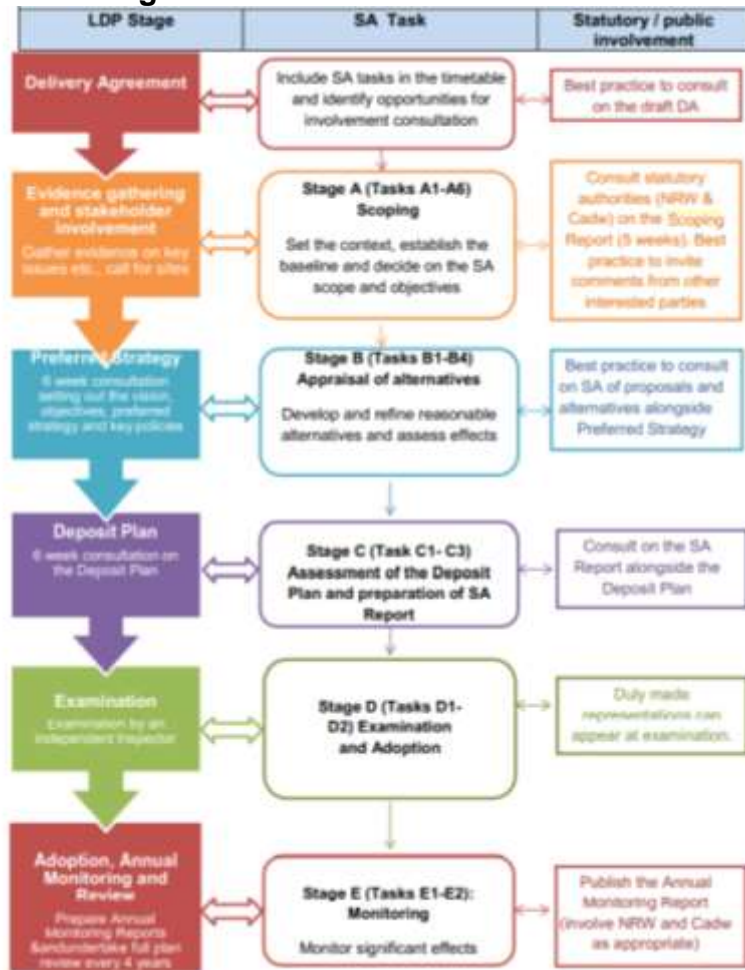 LDP Stage
SA Task
Statutory / public
involvement
Delivery Agreement
Include SA tasks in the timetable
and identify opportunities for
involvement consultation
Best practice to consult
on the draft DA
Evidence gathering
and stakeholder
involvement
Gather evidence on key
issues etc., call for sites
Stage A (Tasks A1-A6)
Scoping
Set the context, establish the
baseline and decide on the SA
scope and objectives
Consult statutory
authorities (NRW &
Cadw) on the Scoping
Report (5 weeks). Best
practice to invite
comments from other
interested parties
Preferred Strategy
6 week consultation
setting out the vision,
objectives, preferred
strategy and key policies
Stage B (Tasks B1-B4)
Appraisal of alternatives
Develop and refine reasonable
alternatives and assess effects
Best practice to consult
on SA of proposals and
alternatives alongside
Preferred Strategy
Deposit Plan
6 week consultation on
the Deposit Plan
Stage C (Task C1- C3)
Assessment of the Deposit
Plan and preparation of SA
Report
Consult on the SA
Report alongside the
Deposit Plan
Examination
Examination by an
independent Inspector
Stage D (Tasks D1-
D2) Examination
and Adoption
Duly made
representations can
appear at examination.
Adoption, Annual
Monitoring and
Review
Prepare Annual
Monitoring Reports
&andundertake full plan
review every 4 years
Stage E (Tasks E1-E2):
Monitoring
Monitor significant effects
Publish the Annual
Monitoring Report
(involve NRW and Cadw
as appropriate)